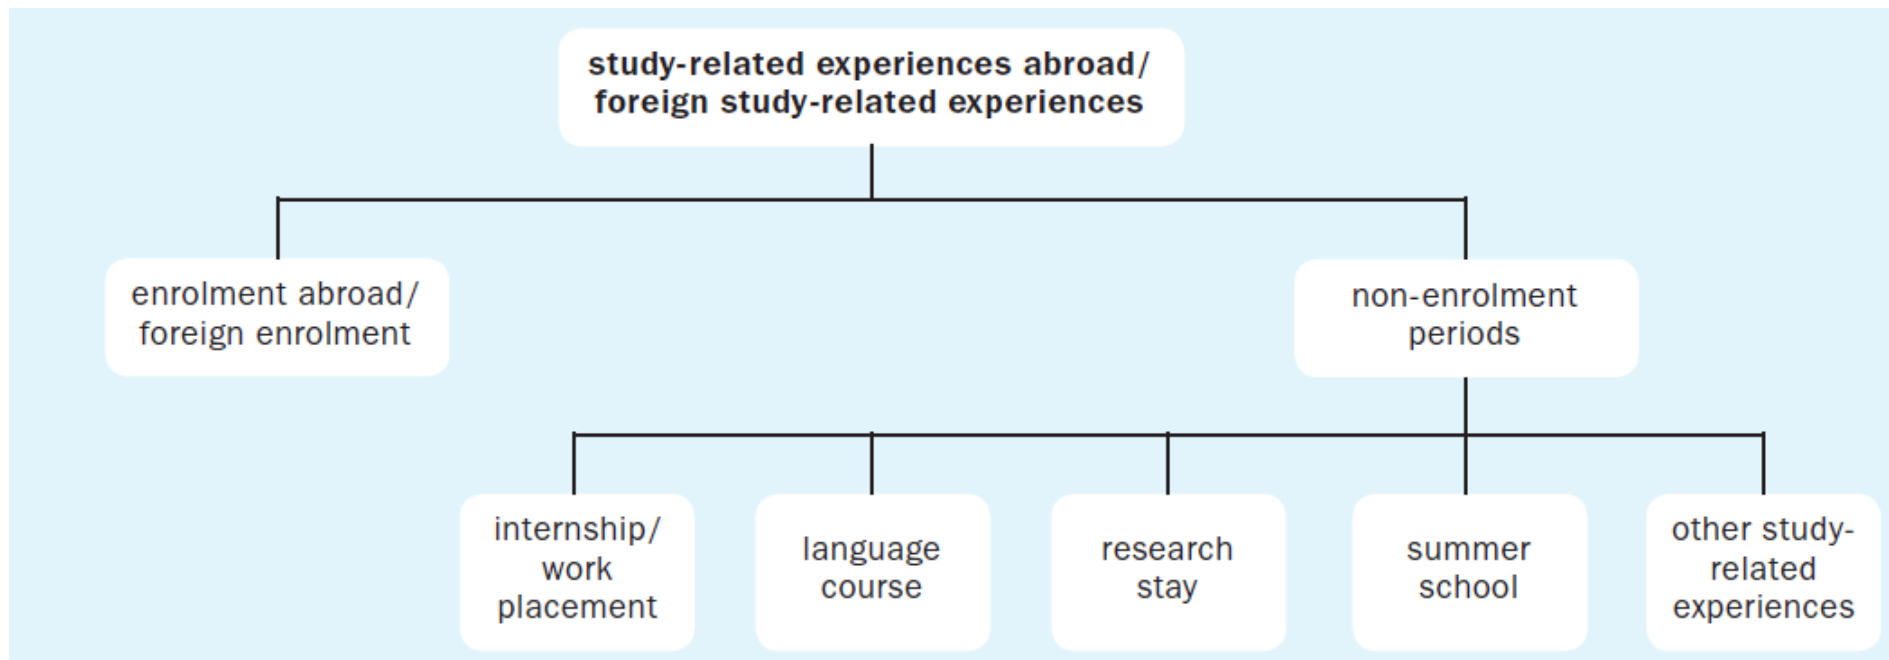 study-related experiences abroad/
foreign study-related experiences
enrolment abroad/
foreign enrolment
non-enrolment
periods
internship/
work
placement
language
course
research
stay
summer
school
other study-
related
experiences